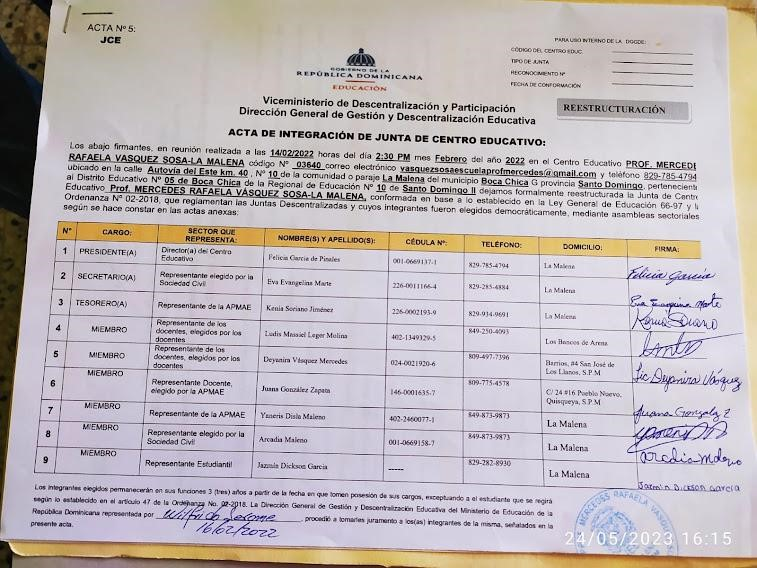 ACTA Nº 5:
JCE
PARA USO INTERNO DE LA DGGDE:
CÓDIGO DEL CENTRO EDUC.
TIPO DE JUNTA
RECONOCIMIENTO Nº
FECHA DE CONFORMACIÓN
GOBIERNO DE LA
REPÚBLICA DOMINICANA
EDUCACIÓN
Viceministerio de Descentralización y Participación
Dirección General de Gestión y Descentralización Educativa
REESTRUCTURACIÓN
ACTA DE INTEGRACIÓN DE JUNTA DE CENTRO EDUCATIVO:
Los abajo firmantes, en reunión realizada a las 14/02/2022 horas del día 2:30 PM mes Febrero del año 2022 en el Centro Educativo PROF. MERCEDE
RAFAELA VASQUEZ SOSA-LA MALENA código Nº 03640 correo electrónico vasquezsosaescuelaprofmercedes@gmail.com y teléfono 829-785-4794
ubicado en la calle Autovía del Este km. 40 , Nº 10 de la comunidad o paraje La Malena del municipio Boca Chica G provincia Santo Domingo, perteneciente
al Distrito Educativo Nº 05 de Boca Chica de la Regional de Educación Nº 10 de Santo Domingo II dejamos formalmente reestructurada la Junta de Centro
Educativo Prof. MERCEDES RAFAELA VÁSQUEZ SOSA-LA MALENA, conformada en base a lo establecido en la Ley General de Educación 66-97 y l
Ordenanza Nº 02-2018, que reglamentan las Juntas Descentralizadas y cuyos integrantes fueron elegidos democráticamente, mediante asambleas sectoriales
según se hace constar en las actas anexas:
N° CARGO: SECTOR QUE REPRESENTA: NOMBRE(S) Y APELLIDO(S): CÉDULA Nº: TELÉFONO: DOMICILIO: FIRMA:
1 PRESIDENTE(A) Director(a) del Centro Educativo Felicia Garcia de Pinales 001-0669137-1 829-785-4794 La Malena Felicia García
2 SECRETARIO(A) Representante elegido por la Sociedad Civil Eva Evangelina Marte 226-0011166-4 829-285-4884 La Malena Eva Marte
3 TESORERO(A) Representante de la APMAE Kenia Soriano Jiménez 226-0002193-9 829-934-9691 La Malena Kenia Soriano
4 MIEMBRO Representante de los docentes, elegidos por los docentes Ludis Massiel Leger Molina 402-1349329-5 849-250-4093 Los Bancos de Arena
5 MIEMBRO Representante de los docentes, elegidos por los docentes Deyanira Vásquez Mercedes 024-0021920-6 809-497-7396 Barrios, #4 San José de Los Llanos, S.P.M Lic Deyanira Vásquez
6 MIEMBRO Representante Docente, elegido por la APMAE Juana González Zapata 146-0001635-7 809-775-4578 C/ 24 #16 Pueblo Nuevo, Quisqueya, S.P.M Juana Gonzalez Z
7 MIEMBRO Representante de la APMAE Yaneris Disla Maleno 402-2460077-1 849-873-9873 La Malena
8 MIEMBRO Representante elegido por la Sociedad Civil Arcadia Maleno 001-0669158-7 849-873-9873 La Malena Arcadia Maleno
9 MIEMBRO Representante Estudiantil Jazmín Dickson Garcia ----- 829-282-8930 La Malena Jazmin Dickson Garcia
Los integrantes elegidos permanecerán en sus funciones 3 (tres) años a partir de la fecha en que tomen posesión de sus cargos, exceptuando a el estudiante que se regirá
según lo establecido en el artículo 47 de la Ordenanza No. 02-2018. La Dirección General de Gestión y Descentralización Educativa del Ministerio de Educación de la
República Dominicana representada por Wilfrido , procedió a tomarles juramento a los(as) integrantes de la misma, señalados en la
presente acta. 16/02/2022
MERCEDES RAFAELA VASQUEZ
24/05/2023 16:15